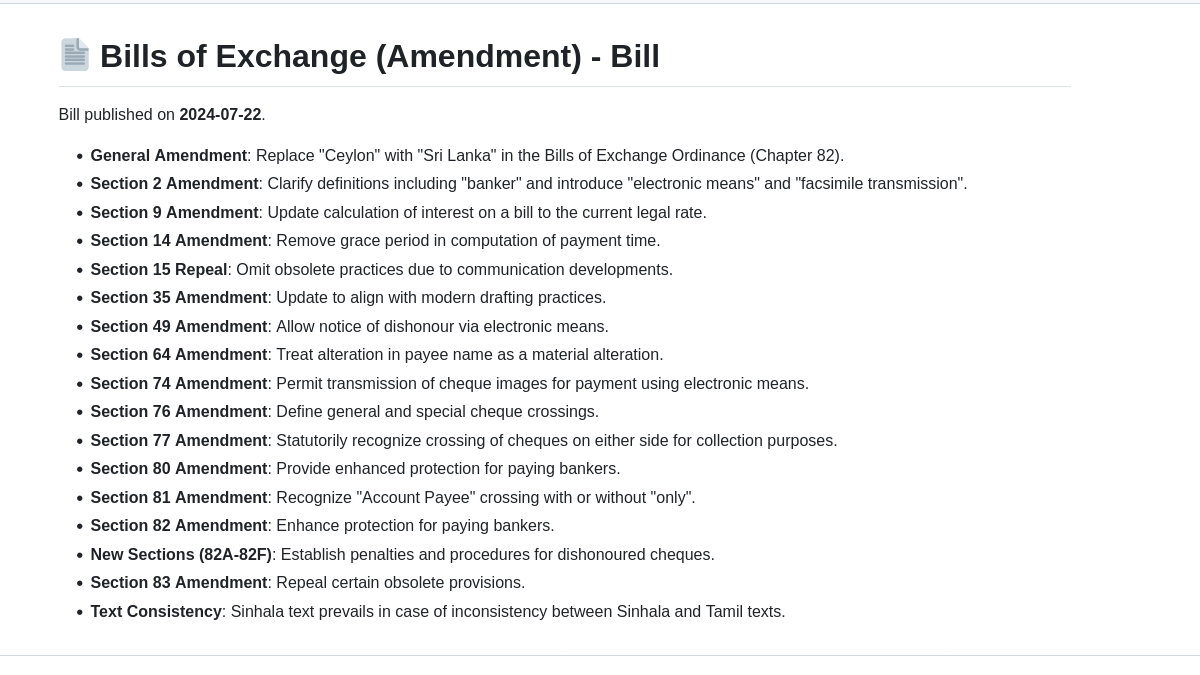 Bills of Exchange (Amendment) - Bill
Bill published on 2024-07-22.
• General Amendment: Replace "Ceylon" with "Sri Lanka" in the Bills of Exchange Ordinance (Chapter 82).
• Section 2 Amendment: Clarify definitions including "banker" and introduce "electronic means" and "facsimile transmission".
• Section 9 Amendment: Update calculation of interest on a bill to the current legal rate.
• Section 14 Amendment: Remove grace period in computation of payment time.
• Section 15 Repeal: Omit obsolete practices due to communication developments.
• Section 35 Amendment: Update to align with modern drafting practices.
• Section 49 Amendment: Allow notice of dishonour via electronic means.
• Section 64 Amendment: Treat alteration in payee name as a material alteration.
• Section 74 Amendment: Permit transmission of cheque images for payment using electronic means.
• Section 76 Amendment: Define general and special cheque crossings.
• Section 77 Amendment: Statutorily recognize crossing of cheques on either side for collection purposes.
• Section 80 Amendment: Provide enhanced protection for paying bankers.
• Section 81 Amendment: Recognize "Account Payee" crossing with or without "only".
• Section 82 Amendment: Enhance protection for paying bankers.
• New Sections (82A-82F): Establish penalties and procedures for dishonoured cheques.
• Section 83 Amendment: Repeal certain obsolete provisions.
• Text Consistency: Sinhala text prevails in case of inconsistency between Sinhala and Tamil texts.